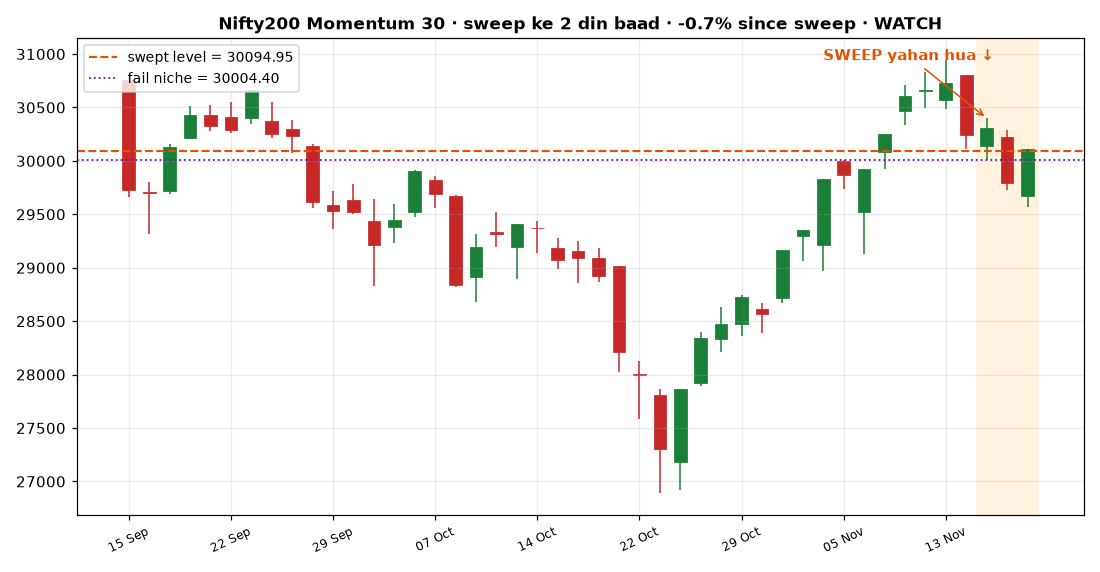 Nifty200 Momentum 30 · sweep ke 2 din baad · -0.7% since sweep · WATCH
swept level = 30094.95
fail niche = 30004.40
SWEEP yahan hua ↓
31000
30500
30000
29500
29000
28500
28000
27500
27000
15 Sep
22 Sep
29 Sep
07 Oct
14 Oct
22 Oct
29 Oct
05 Nov
13 Nov